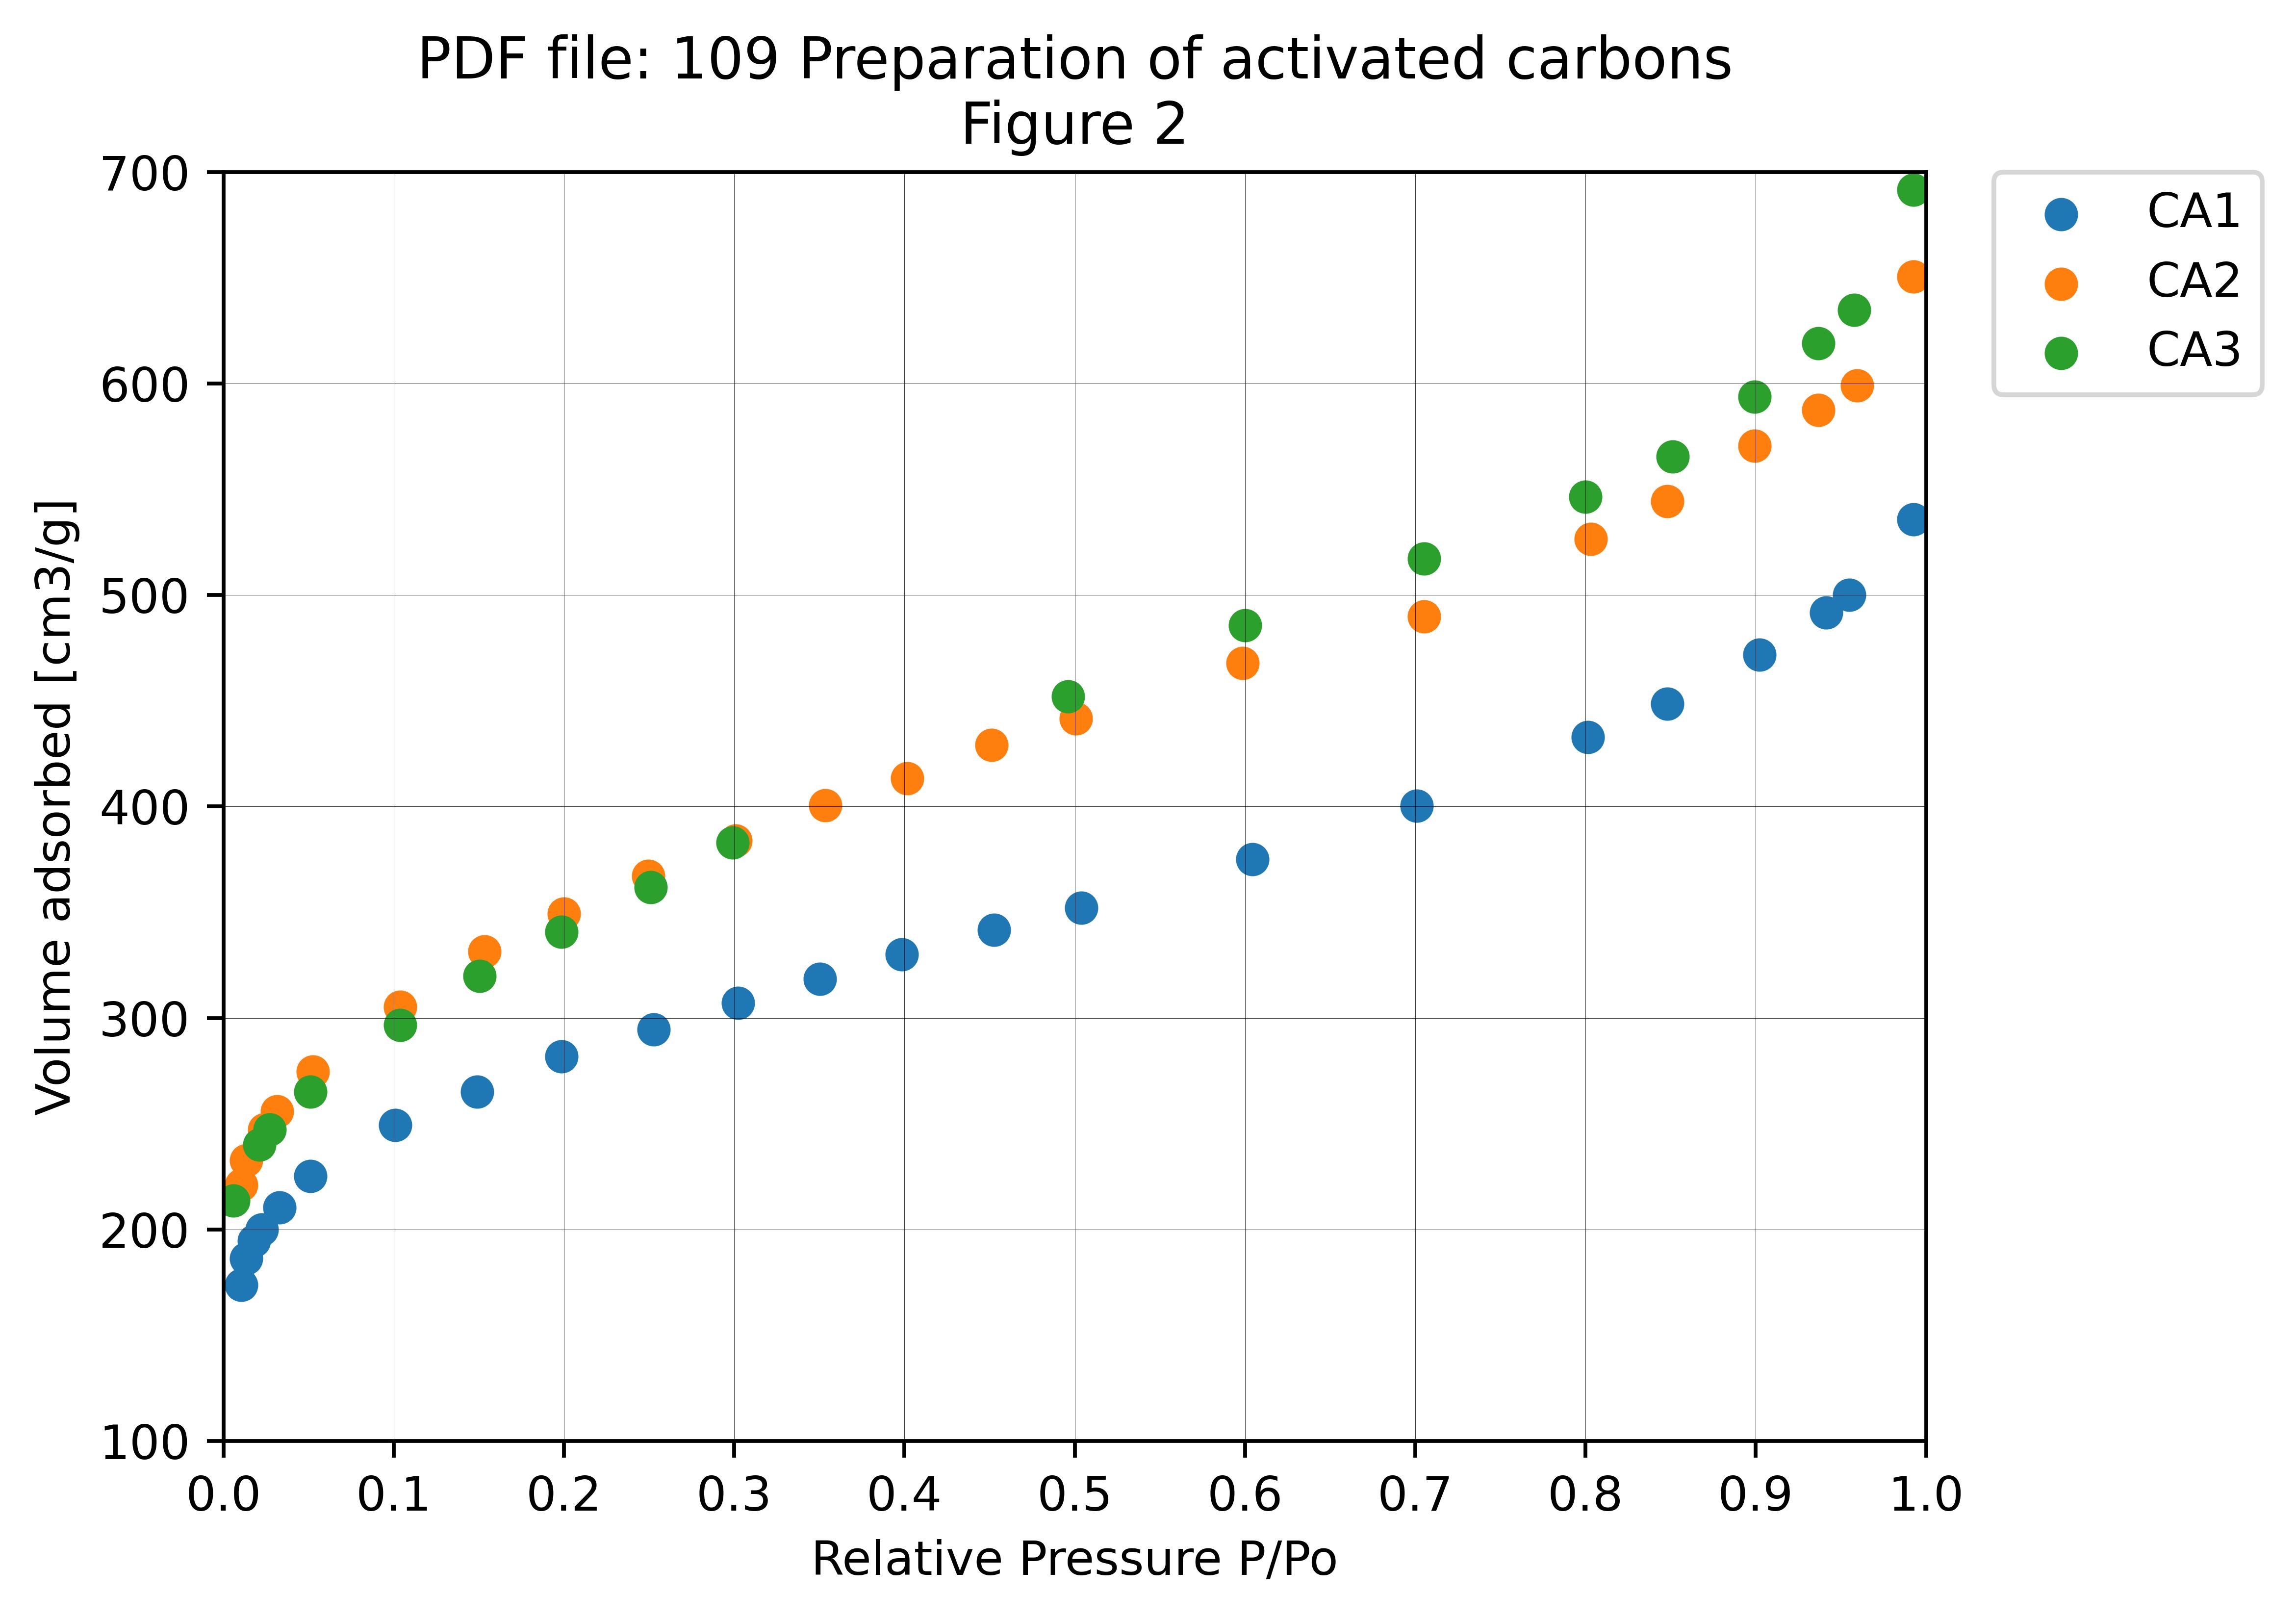 PDF file: 109 Preparation of activated carbons
Figure 2
700
600
500
400
300
200
100
Volume adsorbed [cm3/g]
0.0 0.1 0.2 0.3 0.4 0.5 0.6 0.7 0.8 0.9 1.0
Relative Pressure P/Po
CA1
CA2
CA3